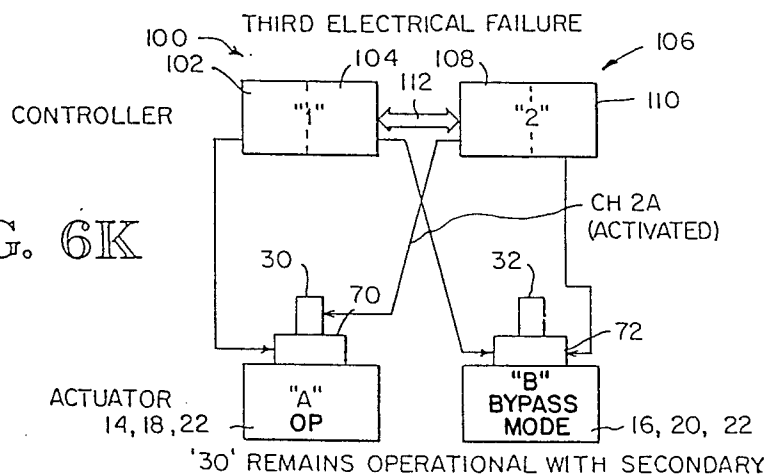 THIRD ELECTRICAL FAILURE
100
102
104
108
106
112
110
CONTROLLER
"1"
"2"
G. 6K
CH 2A
(ACTIVATED)
30
70
32
72
ACTUATOR
14, 18, 22
"A"
OP
"B"
BYPASS
MODE
16, 20, 22
'30' REMAINS OPERATIONAL WITH SECONDARY